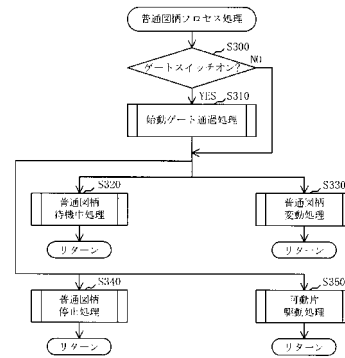 普通図柄プロセス処理
S300
ゲートスイッチオン?
NO
YES
S310
始動ゲート通過処理
S320
普通図柄
待機中処理
リターン
S330
普通図柄
変動処理
リターン
S340
普通図柄
停止処理
リターン
S350
可動片
駆動処理
リターン